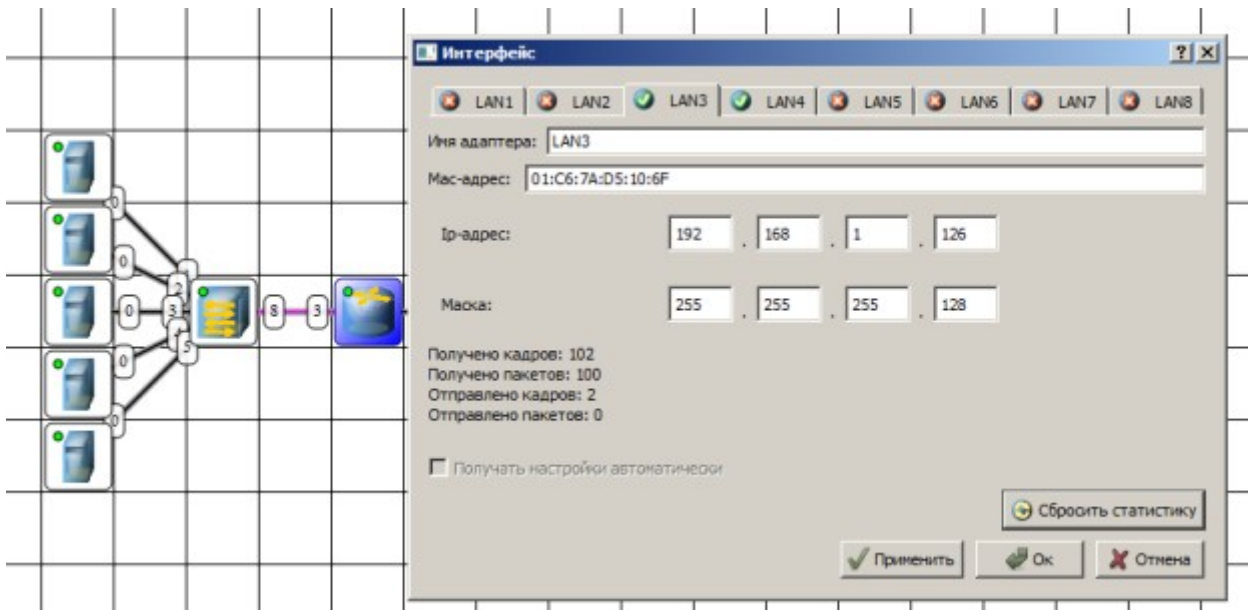 Интерфейс
LAN1 LAN2 LAN3 LAN4 LAN5 LAN6 LAN7 LAN8
Имя адаптера: LAN3
Mac-адрес: 01:C6:7A:D5:10:6F
Ip-адрес: 192 . 168 . 1 . 126
Маска: 255 . 255 . 255 . 128
Получено кадров: 102
Получено пакетов: 100
Отправлено кадров: 2
Отправлено пакетов: 0
Получать настройки автоматически
Сбросить статистику
Применить Ок Отмена
0
0
2
0 3 8 3
0
5
0